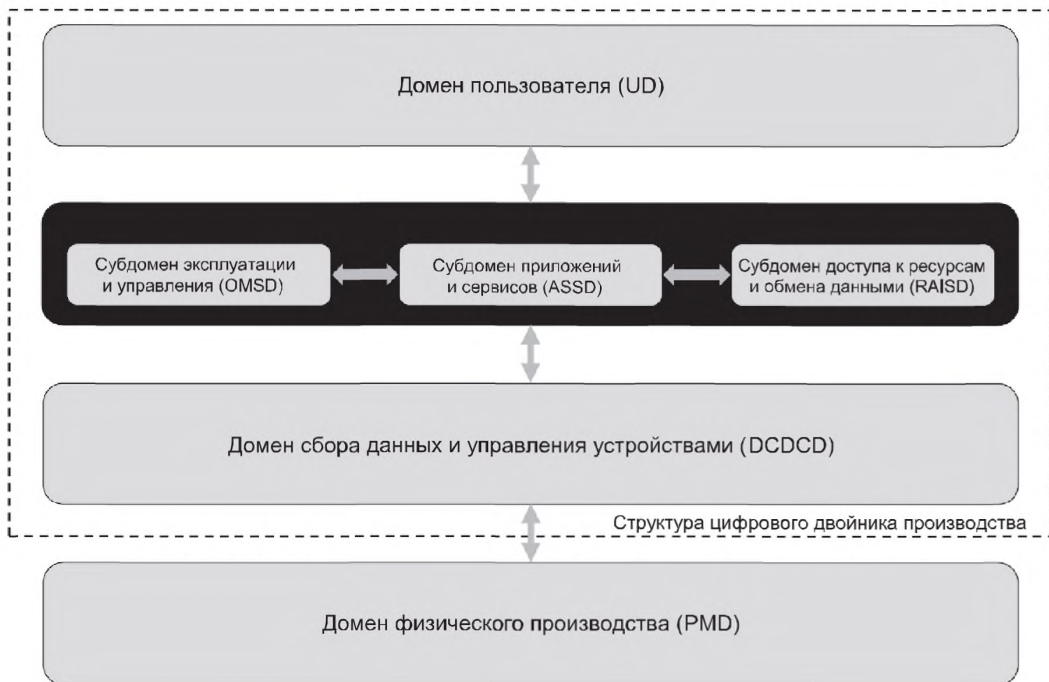 Домен пользователя (UD)
Субдомен эксплуатации
и управления (OMSD)
Субдомен приложений
и сервисов (ASSD)
Субдомен доступа к ресурсам
и обмена данными (RAISD)
Домен сбора данных и управления устройствами (DCDCD)
Структура цифрового двойника производства
Домен физического производства (PMD)